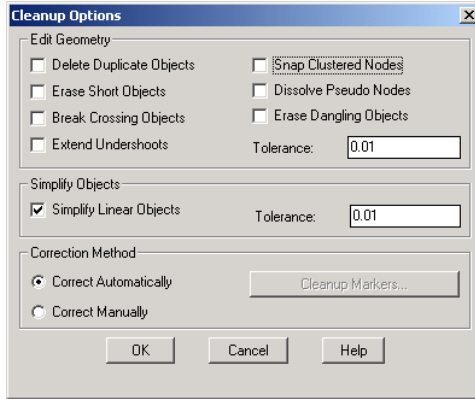 Cleanup Options
Edit Geometry
Delete Duplicate Objects
Snap Clustered Nodes
Erase Short Objects
Dissolve Pseudo Nodes
Break Crossing Objects
Erase Dangling Objects
Extend Undershoots
Tolerance: 0.01
Simplify Objects
Simplify Linear Objects
Tolerance: 0.01
Correction Method
Correct Automatically
Cleanup Markers...
Correct Manually
OK Cancel Help